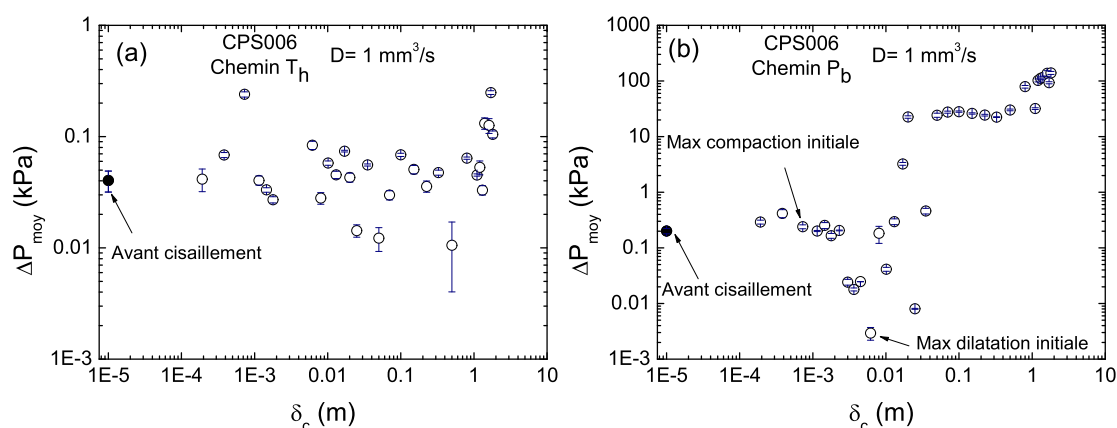 (a)
CPS006
Chemin T_h
D= 1 mm³/s
1
0.1
0.01
1E-3
ΔP_moy (kPa)
Avant cisaillement
1E-5 1E-4 1E-3 0.01 0.1 1 10
δ_c (m)
(b)
CPS006
Chemin P_b
D= 1 mm³/s
1000
100
10
1
0.1
0.01
1E-3
ΔP_moy (kPa)
Max compaction initiale
Avant cisaillement
Max dilatation initiale
1E-5 1E-4 1E-3 0.01 0.1 1 10
δ_c (m)